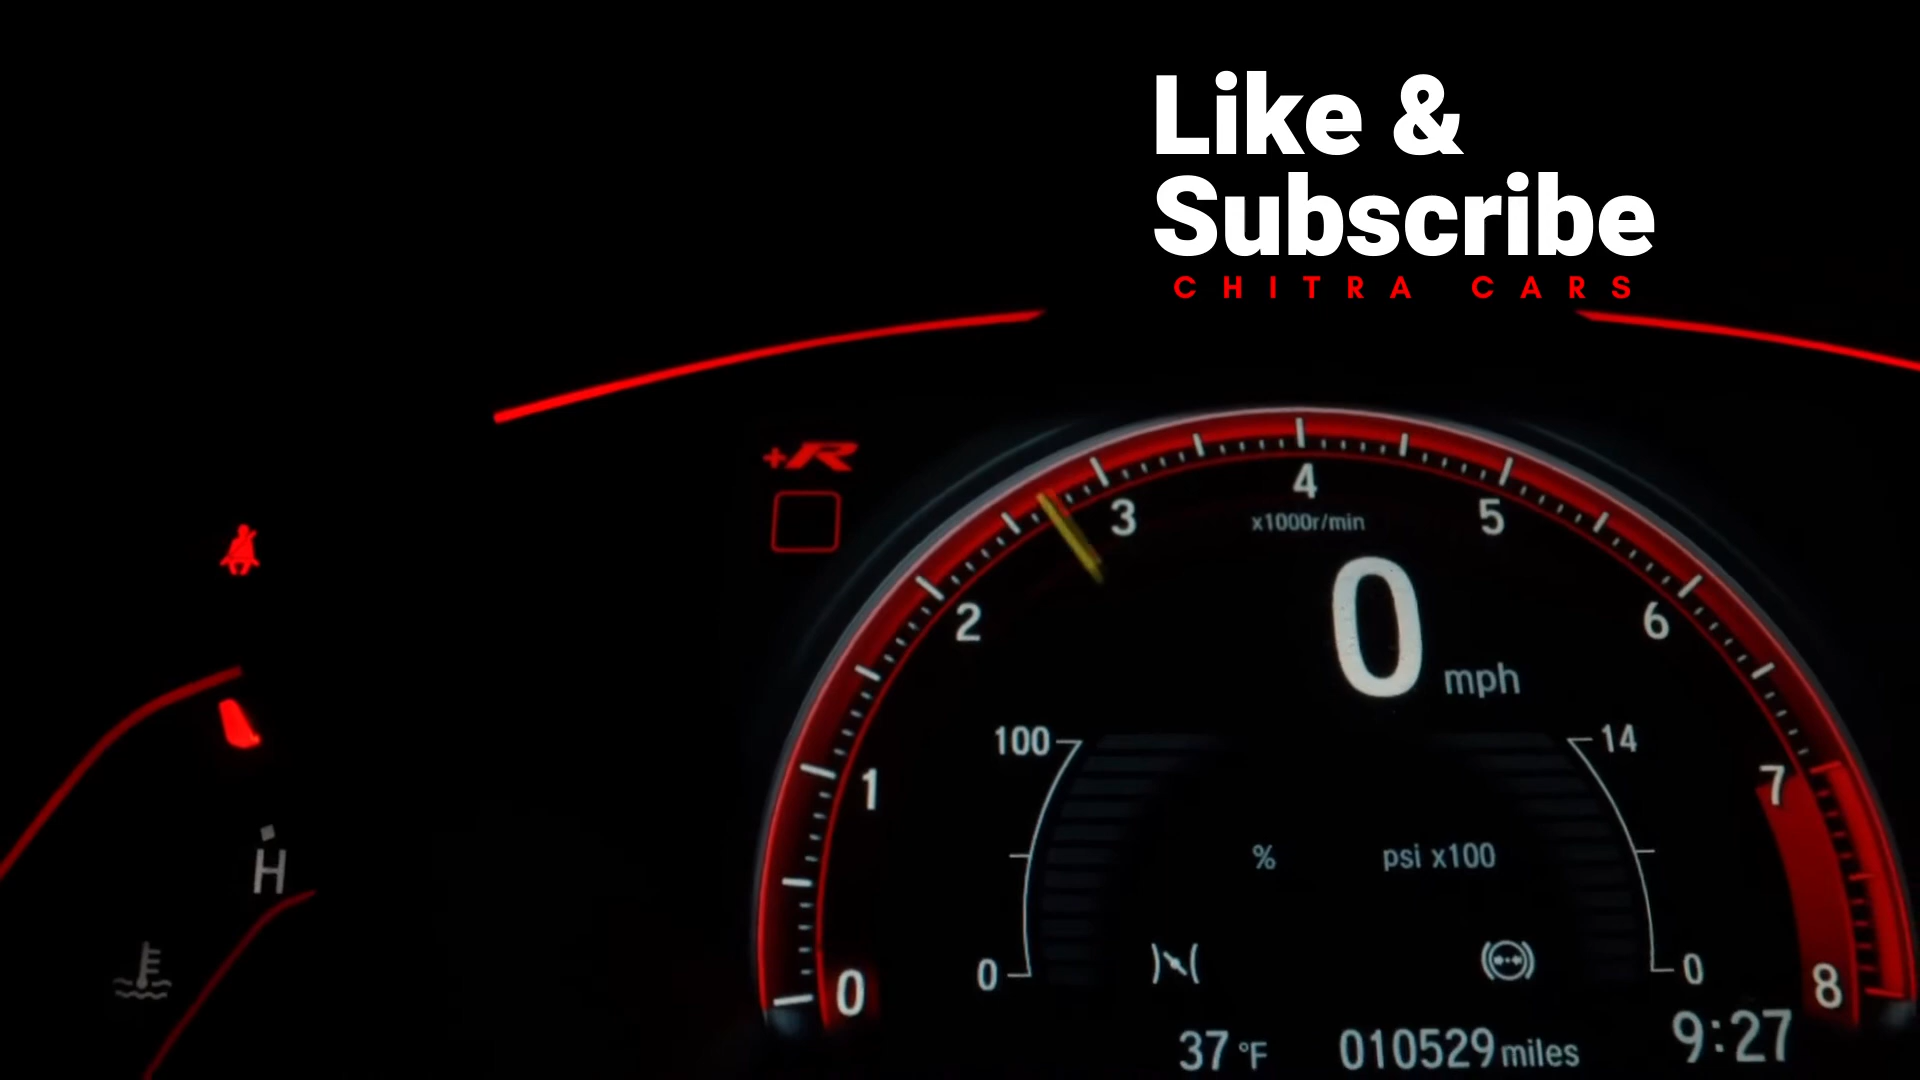 Like &
Subscribe
CHITRA CARS
+R
4
3
5
x1000r/min
2
6
0 mph
100
14
1
7
% psi x100
H
0
0
0
8
37 °F 010529 miles 9:27